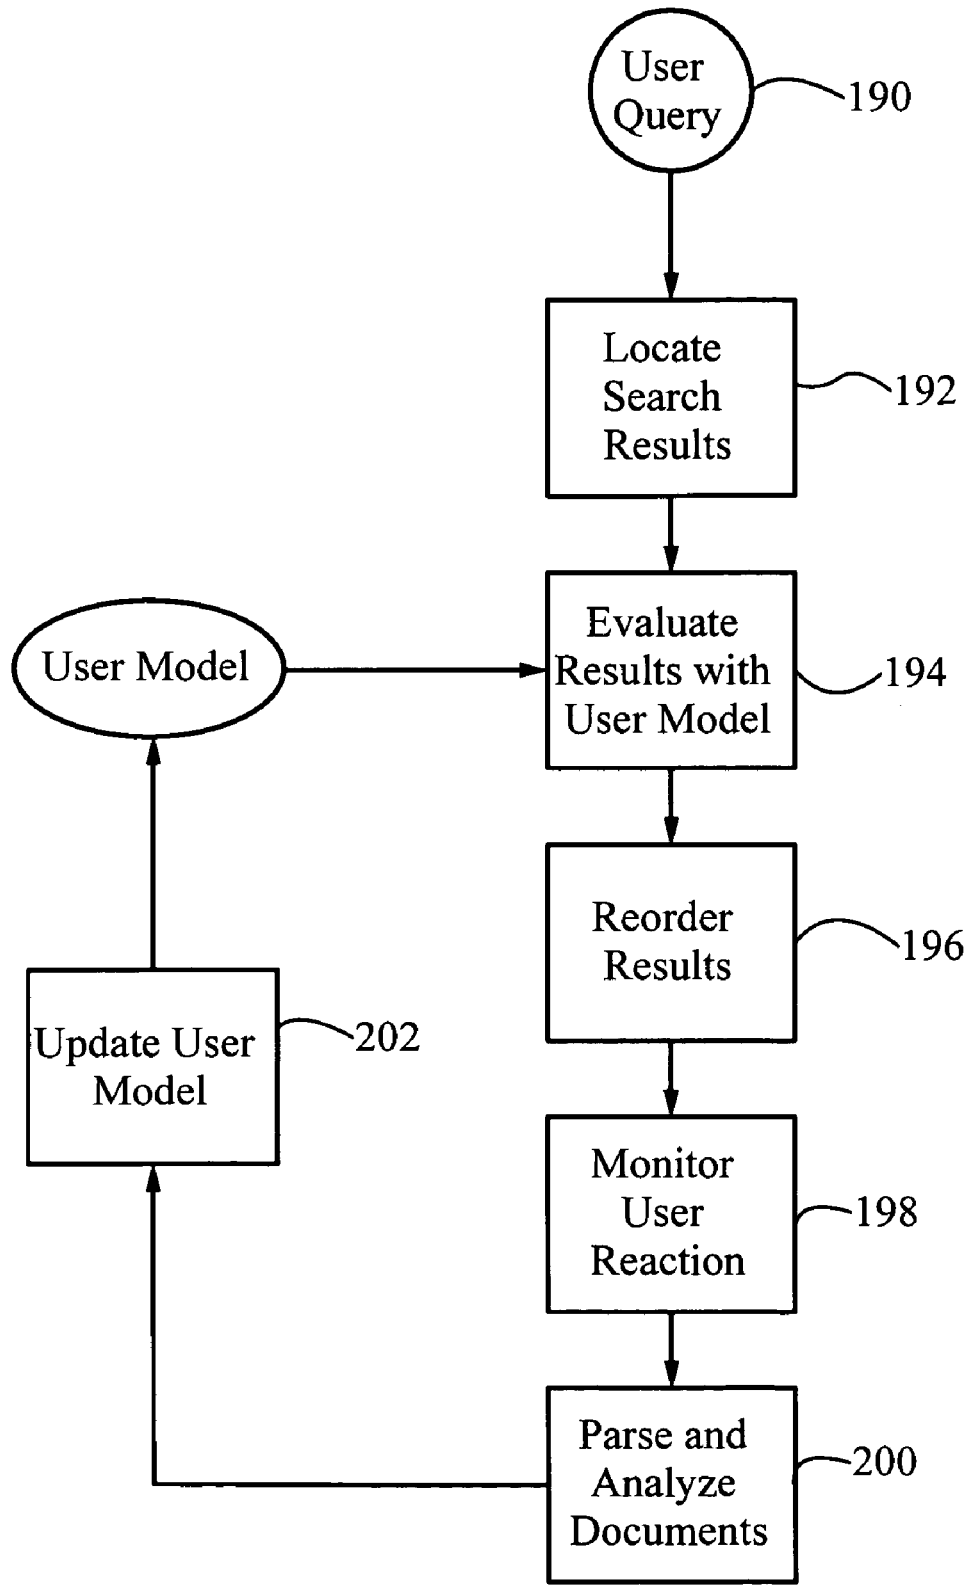 User
Query
190
Locate
Search
Results
192
Evaluate
Results with
User Model
194
User Model
Reorder
Results
196
Update User
Model
202
Monitor
User
Reaction
198
Parse and
Analyze
Documents
200